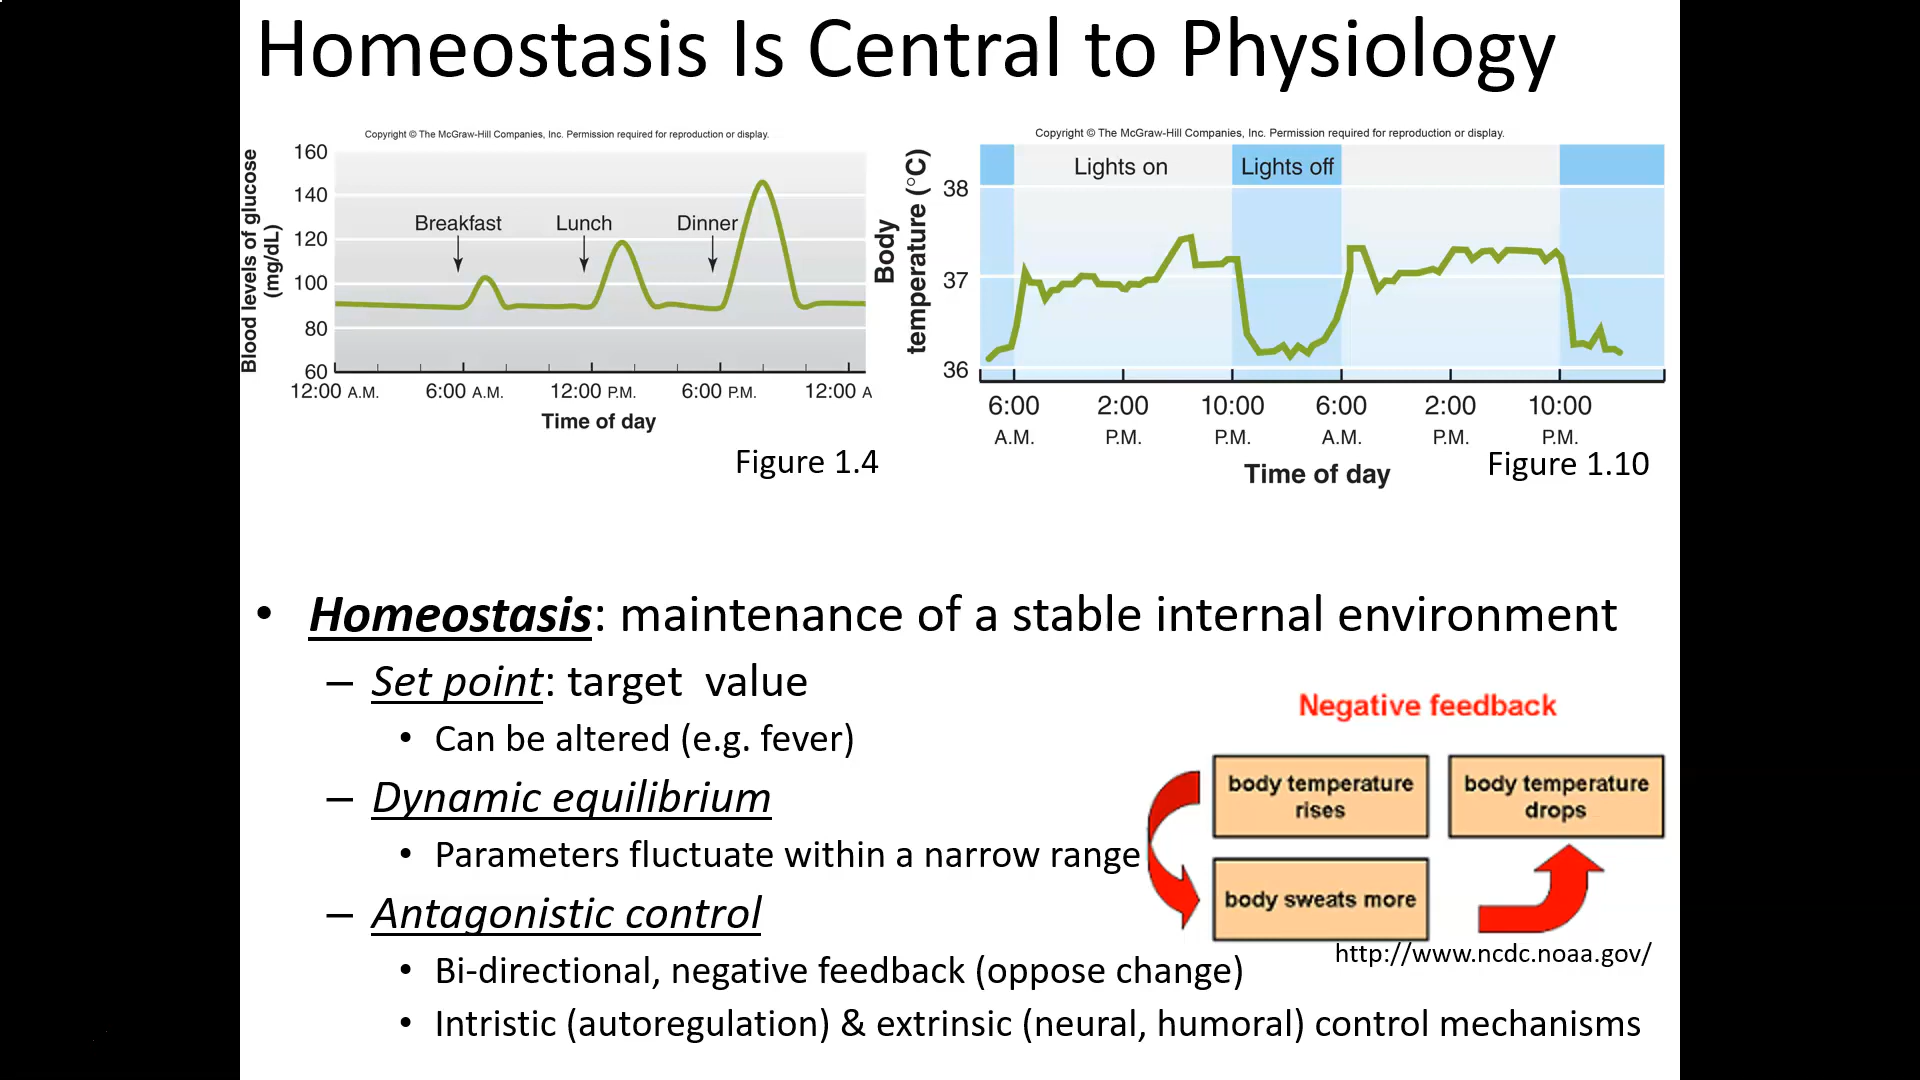 Homeostasis Is Central to Physiology
Copyright © The McGraw-Hill Companies, Inc. Permission required for reproduction or display.
Blood levels of glucose
(mg/dL)
160
140
120
100
80
60
Breakfast
Lunch
Dinner
12:00 A.M.
6:00 A.M.
12:00 P.M.
6:00 P.M.
12:00 A
Time of day
Figure 1.4
Copyright © The McGraw-Hill Companies, Inc. Permission required for reproduction or display.
Body
temperature (°C)
Lights on
Lights off
38
37
36
6:00
A.M.
2:00
P.M.
10:00
P.M.
6:00
A.M.
2:00
P.M.
10:00
P.M.
Time of day
Figure 1.10
• Homeostasis: maintenance of a stable internal environment
– Set point: target value
• Can be altered (e.g. fever)
– Dynamic equilibrium
• Parameters fluctuate within a narrow range
– Antagonistic control
• Bi-directional, negative feedback (oppose change)
• Intristic (autoregulation) & extrinsic (neural, humoral) control mechanisms
Negative feedback
body temperature
rises
body temperature
drops
body sweats more
http://www.ncdc.noaa.gov/